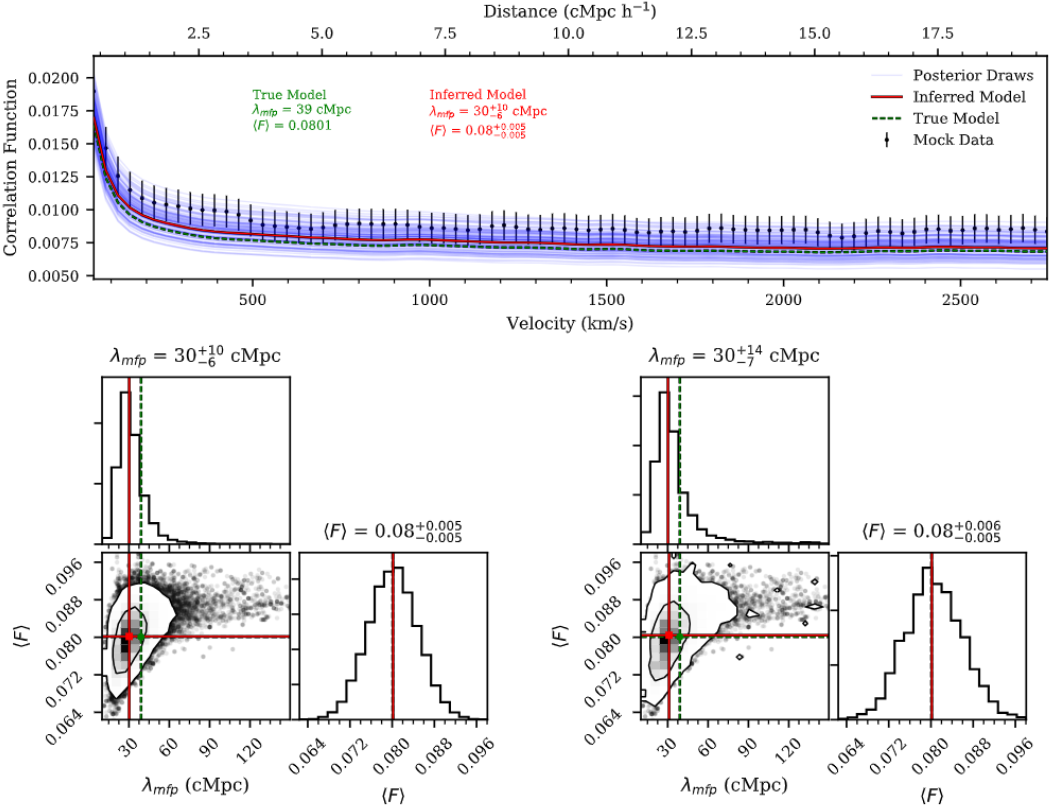 Distance (cMpc h⁻¹)
2.5 5.0 7.5 10.0 12.5 15.0 17.5
Correlation Function
0.0200
0.0175
0.0150
0.0125
0.0100
0.0075
0.0050
True Model
λmfp = 39 cMpc
⟨F⟩ = 0.0801
Inferred Model
λmfp = 30+10−6 cMpc
⟨F⟩ = 0.08+0.005−0.005
Posterior Draws
Inferred Model
True Model
Mock Data
500 1000 1500 2000 2500
Velocity (km/s)
λmfp = 30+10−6 cMpc
⟨F⟩ = 0.08+0.005−0.005
⟨F⟩
0.096
0.088
0.080
0.072
0.064
30 60 90 120
λmfp (cMpc)
0.064 0.072 0.080 0.088 0.096
⟨F⟩
λmfp = 30+14−7 cMpc
⟨F⟩ = 0.08+0.006−0.005
⟨F⟩
0.096
0.088
0.080
0.072
0.064
30 60 90 120
λmfp (cMpc)
0.064 0.072 0.080 0.088 0.096
⟨F⟩